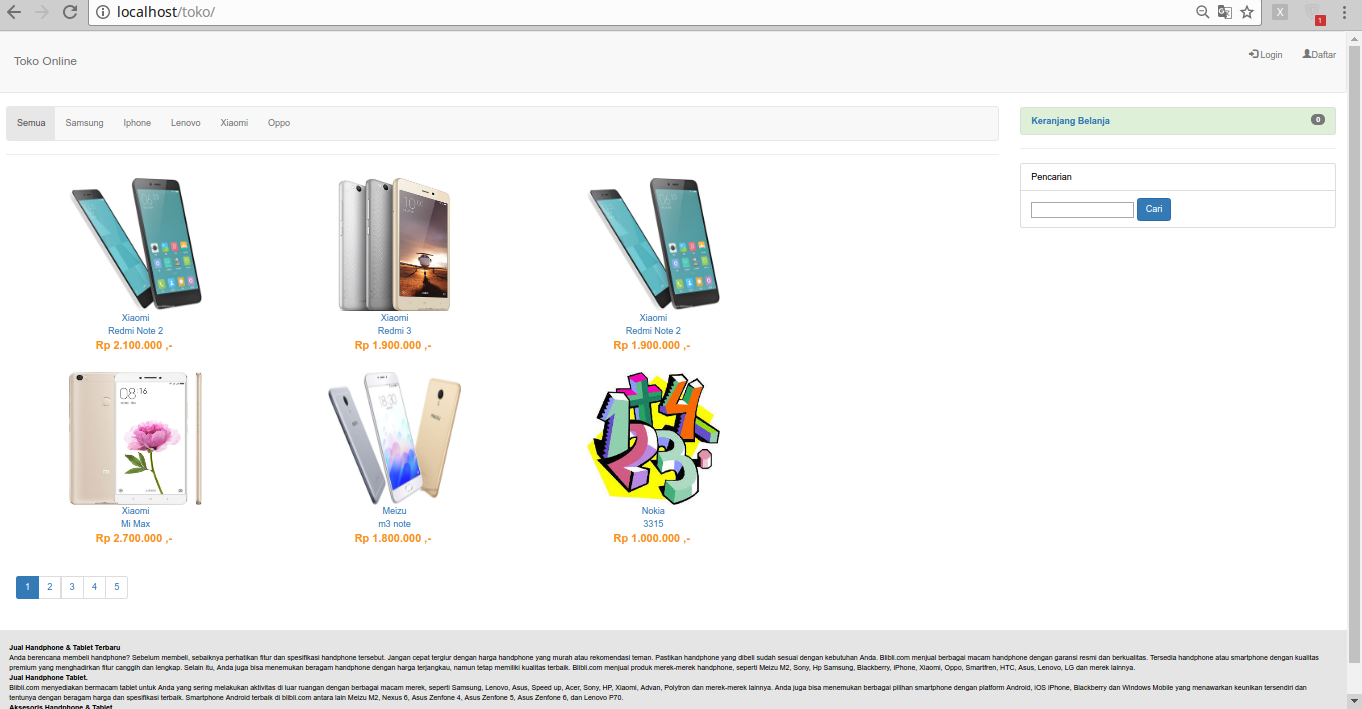 localhost/toko/
X
1
Toko Online
Login
Daftar
Semua
Samsung
Iphone
Lenovo
Xiaomi
Oppo
Keranjang Belanja
0
Pencarian
Cari
Xiaomi
Redmi Note 2
Rp 2.100.000 ,-
Xiaomi
Redmi 3
Rp 1.900.000 ,-
Xiaomi
Redmi Note 2
Rp 1.900.000 ,-
08:16
1+4
23
Xiaomi
Mi Max
Rp 2.700.000 ,-
Meizu
m3 note
Rp 1.800.000 ,-
Nokia
3315
Rp 1.000.000 ,-
1
2
3
4
5
Jual Handphone & Tablet Terbaru
Anda berencana membeli handphone? Sebelum membeli, sebaiknya perhatikan fitur dan spesifikasi handphone tersebut. Jangan cepat tergiur dengan harga handphone yang murah atau rekomendasi teman. Pastikan handphone yang dibeli sudah sesuai dengan kebutuhan Anda. Blibli.com menjual berbagai macam handphone dengan garansi resmi dan berkualitas. Tersedia handphone atau smartphone dengan kualitas
premium yang menghadirkan fitur canggih dan lengkap. Selain itu, Anda juga bisa menemukan beragam handphone dengan harga terjangkau, namun tetap memiliki kualitas terbaik. Blibli.com menjual produk merek-merek handphone, seperti Meizu M2, Sony, Hp Samsung, Blackberry, iPhone, Xiaomi, Oppo, Smartfren, HTC, Asus, Lenovo, LG dan merek lainnya.
Jual Handphone Tablet.
Blibli.com menyediakan bermacam tablet untuk Anda yang sering melakukan aktivitas di luar ruangan dengan berbagai macam merek, seperti Samsung, Lenovo, Asus, Speed up, Acer, Sony, HP, Xiaomi, Advan, Polytron dan merek-merek lainnya. Anda juga bisa menemukan berbagai pilihan smartphone dengan platform Android, iOS iPhone, Blackberry dan Windows Mobile yang menawarkan keunikan tersendiri dan
tentunya dengan beragam harga dan spesifikasi terbaik. Smartphone Android terbaik di blibli.com antara lain Meizu M2, Nexus 6, Asus Zenfone 4, Asus Zenfone 5, Asus Zenfone 6, dan Lenovo P70.
Aksesoris Handphone & Tablet